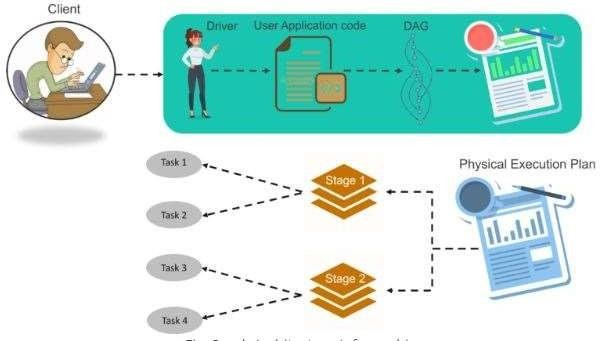 Client
Driver
User Application code
DAG
Task 1
Stage 1
Physical Execution Plan
Task 2
Task 3
Stage 2
Task 4